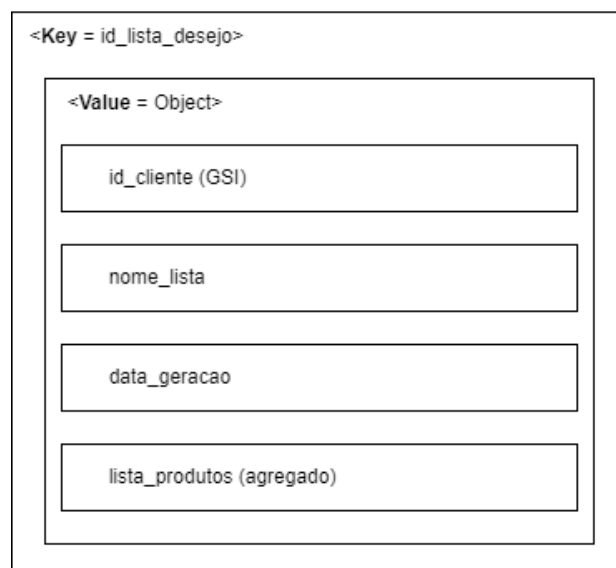 <Key = id_lista_desejo>
<Value = Object>
id_cliente (GSI)
nome_lista
data_geracao
lista_produtos (agregado)